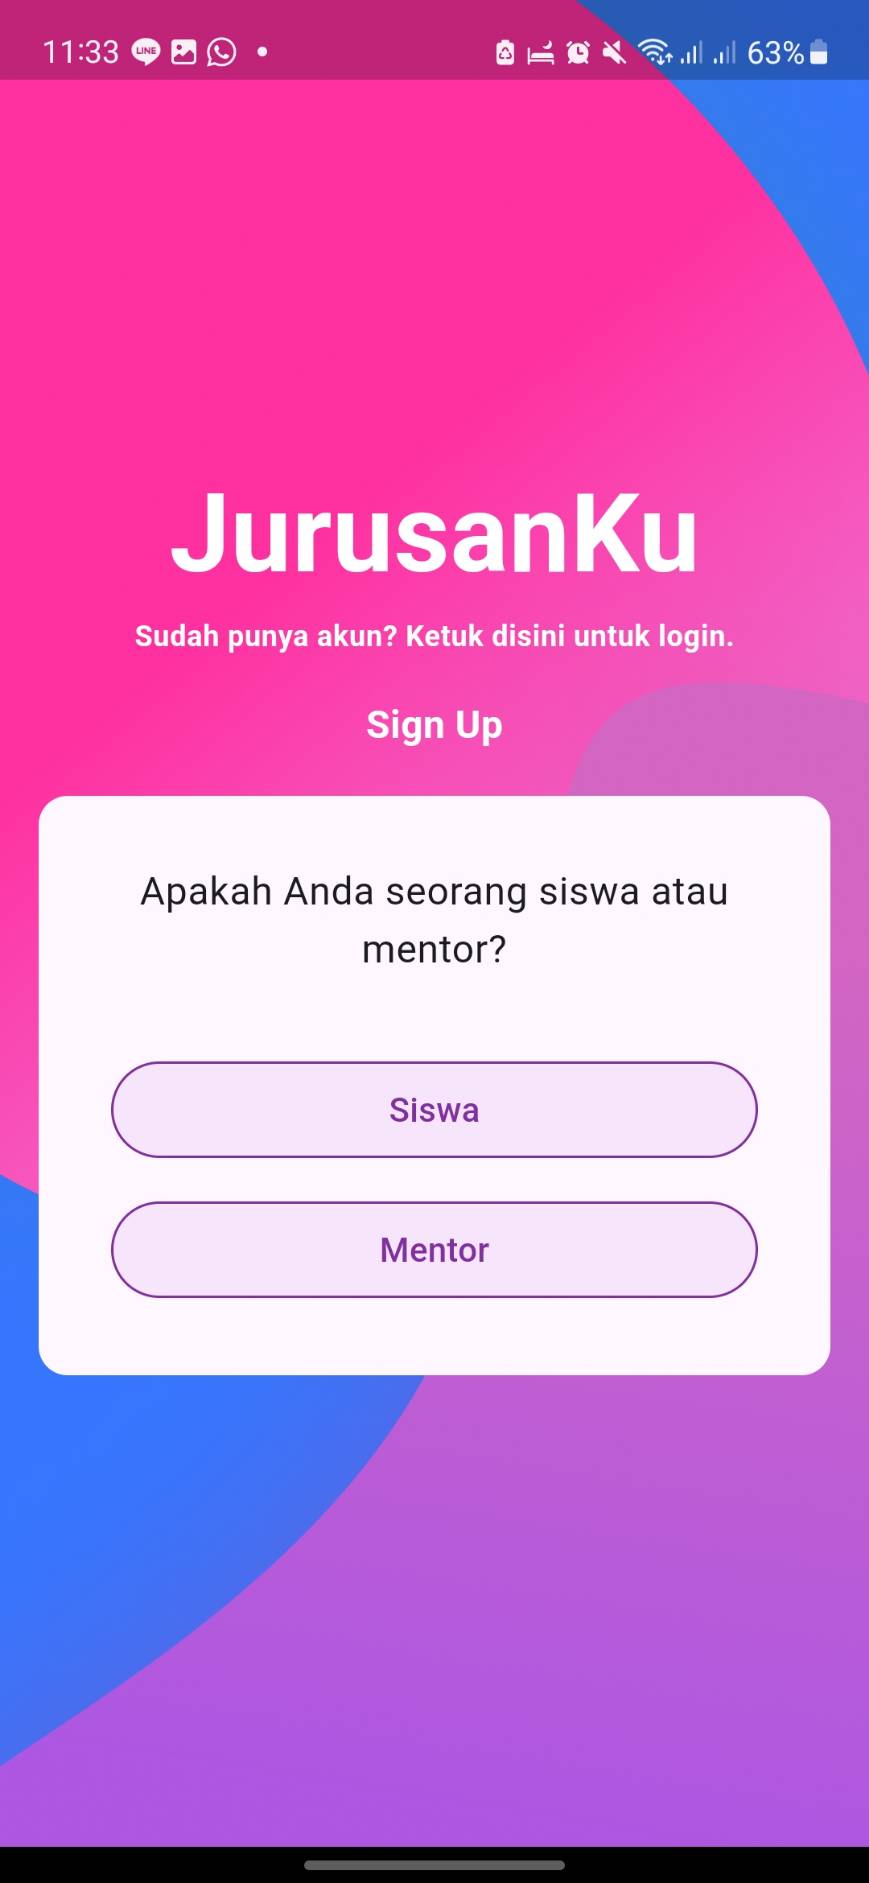 11:33 LINE 63%
JurusanKu
Sudah punya akun? Ketuk disini untuk login.
Sign Up
Apakah Anda seorang siswa atau
mentor?
Siswa
Mentor